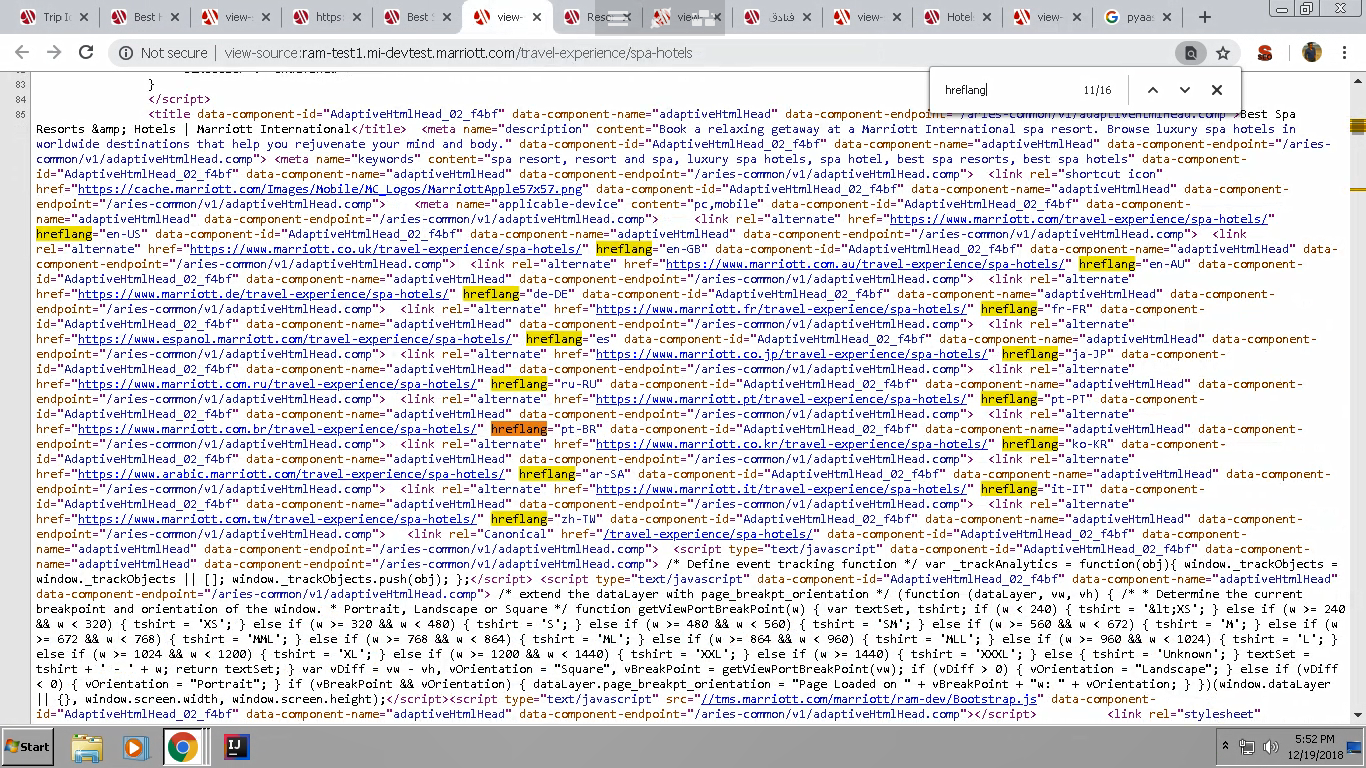 Trip Ic
Best H
view-
https:
Best S
view-
Reso
view-
فنادق
view-
Hotel
view-
pyaas
Not secure | view-source:ram-test1.mi-devtest.marriott.com/travel-experience/spa-hotels
hreflang 11/16
83 }
84 </script>
85 <title data-component-id="AdaptiveHtmlHead_02_f4bf" data-component-name="adaptiveHtmlHead" data-component-endpoint="/aries-common/v1/adaptiveHtmlHead.comp">Best Spa
Resorts &amp; Hotels | Marriott International</title> <meta name="description" content="Book a relaxing getaway at a Marriott International spa resort. Browse luxury spa hotels in
worldwide destinations that help you rejuvenate your mind and body." data-component-id="AdaptiveHtmlHead_02_f4bf" data-component-name="adaptiveHtmlHead" data-component-endpoint="/aries-
common/v1/adaptiveHtmlHead.comp"> <meta name="keywords" content="spa resort, resort and spa, luxury spa hotels, spa hotel, best spa resorts, best spa hotels" data-component-
id="AdaptiveHtmlHead_02_f4bf" data-component-name="adaptiveHtmlHead" data-component-endpoint="/aries-common/v1/adaptiveHtmlHead.comp"> <link rel="shortcut icon"
href="https://cache.marriott.com/Images/Mobile/MC_Logos/MarriottApple57x57.png" data-component-id="AdaptiveHtmlHead_02_f4bf" data-component-name="adaptiveHtmlHead" data-component-
endpoint="/aries-common/v1/adaptiveHtmlHead.comp"> <meta name="applicable-device" content="pc,mobile" data-component-id="AdaptiveHtmlHead_02_f4bf" data-component-
name="adaptiveHtmlHead" data-component-endpoint="/aries-common/v1/adaptiveHtmlHead.comp"> <link rel="alternate" href="https://www.marriott.com/travel-experience/spa-hotels/"
hreflang="en-US" data-component-id="AdaptiveHtmlHead_02_f4bf" data-component-name="adaptiveHtmlHead" data-component-endpoint="/aries-common/v1/adaptiveHtmlHead.comp"> <link
rel="alternate" href="https://www.marriott.co.uk/travel-experience/spa-hotels/" hreflang="en-GB" data-component-id="AdaptiveHtmlHead_02_f4bf" data-component-name="adaptiveHtmlHead" data-
component-endpoint="/aries-common/v1/adaptiveHtmlHead.comp"> <link rel="alternate" href="https://www.marriott.com.au/travel-experience/spa-hotels/" hreflang="en-AU" data-component-
id="AdaptiveHtmlHead_02_f4bf" data-component-name="adaptiveHtmlHead" data-component-endpoint="/aries-common/v1/adaptiveHtmlHead.comp"> <link rel="alternate"
href="https://www.marriott.de/travel-experience/spa-hotels/" hreflang="de-DE" data-component-id="AdaptiveHtmlHead_02_f4bf" data-component-name="adaptiveHtmlHead" data-component-
endpoint="/aries-common/v1/adaptiveHtmlHead.comp"> <link rel="alternate" href="https://www.marriott.fr/travel-experience/spa-hotels/" hreflang="fr-FR" data-component-
id="AdaptiveHtmlHead_02_f4bf" data-component-name="adaptiveHtmlHead" data-component-endpoint="/aries-common/v1/adaptiveHtmlHead.comp"> <link rel="alternate"
href="https://www.espanol.marriott.com/travel-experience/spa-hotels/" hreflang="es" data-component-id="AdaptiveHtmlHead_02_f4bf" data-component-name="adaptiveHtmlHead" data-component-
endpoint="/aries-common/v1/adaptiveHtmlHead.comp"> <link rel="alternate" href="https://www.marriott.co.jp/travel-experience/spa-hotels/" hreflang="ja-JP" data-component-
id="AdaptiveHtmlHead_02_f4bf" data-component-name="adaptiveHtmlHead" data-component-endpoint="/aries-common/v1/adaptiveHtmlHead.comp"> <link rel="alternate"
href="https://www.marriott.com.ru/travel-experience/spa-hotels/" hreflang="ru-RU" data-component-id="AdaptiveHtmlHead_02_f4bf" data-component-name="adaptiveHtmlHead" data-component-
endpoint="/aries-common/v1/adaptiveHtmlHead.comp"> <link rel="alternate" href="https://www.marriott.pt/travel-experience/spa-hotels/" hreflang="pt-PT" data-component-
id="AdaptiveHtmlHead_02_f4bf" data-component-name="adaptiveHtmlHead" data-component-endpoint="/aries-common/v1/adaptiveHtmlHead.comp"> <link rel="alternate"
href="https://www.marriott.com.br/travel-experience/spa-hotels/" hreflang="pt-BR" data-component-id="AdaptiveHtmlHead_02_f4bf" data-component-name="adaptiveHtmlHead" data-component-
endpoint="/aries-common/v1/adaptiveHtmlHead.comp"> <link rel="alternate" href="https://www.marriott.co.kr/travel-experience/spa-hotels/" hreflang="ko-KR" data-component-
id="AdaptiveHtmlHead_02_f4bf" data-component-name="adaptiveHtmlHead" data-component-endpoint="/aries-common/v1/adaptiveHtmlHead.comp"> <link rel="alternate"
href="https://www.arabic.marriott.com/travel-experience/spa-hotels/" hreflang="ar-SA" data-component-id="AdaptiveHtmlHead_02_f4bf" data-component-name="adaptiveHtmlHead" data-component-
endpoint="/aries-common/v1/adaptiveHtmlHead.comp"> <link rel="alternate" href="https://www.marriott.it/travel-experience/spa-hotels/" hreflang="it-IT" data-component-
id="AdaptiveHtmlHead_02_f4bf" data-component-name="adaptiveHtmlHead" data-component-endpoint="/aries-common/v1/adaptiveHtmlHead.comp"> <link rel="alternate"
href="https://www.marriott.com.tw/travel-experience/spa-hotels/" hreflang="zh-TW" data-component-id="AdaptiveHtmlHead_02_f4bf" data-component-name="adaptiveHtmlHead" data-component-
endpoint="/aries-common/v1/adaptiveHtmlHead.comp"> <link rel="Canonical" href="/travel-experience/spa-hotels/" data-component-id="AdaptiveHtmlHead_02_f4bf" data-component-
name="adaptiveHtmlHead" data-component-endpoint="/aries-common/v1/adaptiveHtmlHead.comp"> <script type="text/javascript" data-component-id="AdaptiveHtmlHead_02_f4bf" data-component-
name="adaptiveHtmlHead" data-component-endpoint="/aries-common/v1/adaptiveHtmlHead.comp"> /* Define event tracking function */ var _trackAnalytics = function(obj){ window._trackObjects =
window._trackObjects || []; window._trackObjects.push(obj); };</script> <script type="text/javascript" data-component-id="AdaptiveHtmlHead_02_f4bf" data-component-
name="adaptiveHtmlHead" data-component-endpoint="/aries-common/v1/adaptiveHtmlHead.comp"> /* extend the dataLayer with page_breakpt_orientation */ (function (dataLayer, vw, vh) { /* * Determine the current
breakpoint and orientation of the window. * Portrait, Landscape or Square */ function getViewPortBreakPoint(w) { var textSet, tshirt; if (w < 240) { tshirt = '&lt;XS'; } else if (w >= 240
&& w < 320) { tshirt = 'XS'; } else if (w >= 320 && w < 480) { tshirt = 'S'; } else if (w >= 480 && w < 560) { tshirt = 'SM'; } else if (w >= 560 && w < 672) { tshirt = 'M'; } else if (w
>= 672 && w < 768) { tshirt = 'MML'; } else if (w >= 768 && w < 864) { tshirt = 'ML'; } else if (w >= 864 && w < 960) { tshirt = 'MLL'; } else if (w >= 960 && w < 1024) { tshirt = 'L'; }
else if (w >= 1024 && w < 1200) { tshirt = 'XL'; } else if (w >= 1200 && w < 1440) { tshirt = 'XXL'; } else if (w >= 1440) { tshirt = 'XXXL'; } else { tshirt = 'Unknown'; } textSet =
tshirt + ' - ' + w; return textSet; } var vDiff = vw - vh, vOrientation = "Square", vBreakPoint = getViewPortBreakPoint(vw); if (vDiff > 0) { vOrientation = "Landscape"; } else if (vDiff
< 0) { vOrientation = "Portrait"; } if (vBreakPoint && vOrientation) { dataLayer.page_breakpt_orientation = "Page Loaded on " + vBreakPoint + "w: " + vOrientation; } })(window.dataLayer
|| {}, window.screen.width, window.screen.height);</script><script type="text/javascript" src="//tms.marriott.com/marriott/ram-dev/Bootstrap.js" data-component-
id="AdaptiveHtmlHead_02_f4bf" data-component-name="adaptiveHtmlHead" data-component-endpoint="/aries-common/v1/adaptiveHtmlHead.comp"></script> <link rel="stylesheet"
Start
5:52 PM
12/19/2018